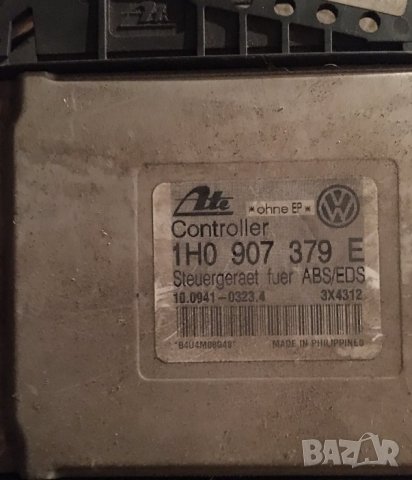 Ate
*ohne EP*
Controller
1H0 907 379 E
Steuergeraet fuer ABS/EDS
10.0941-0323.4 3X4312
MADE IN PHILIPPINES
BAZAR